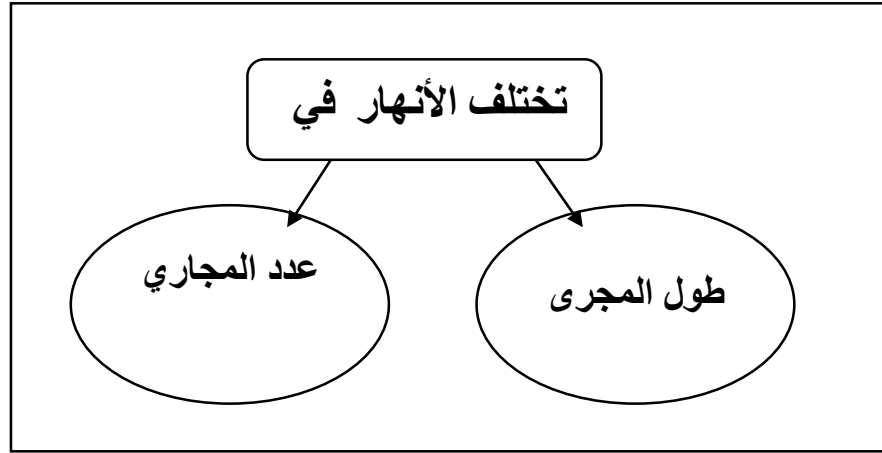 تختلف الأنهار في
طول المجرى
عدد المجاري